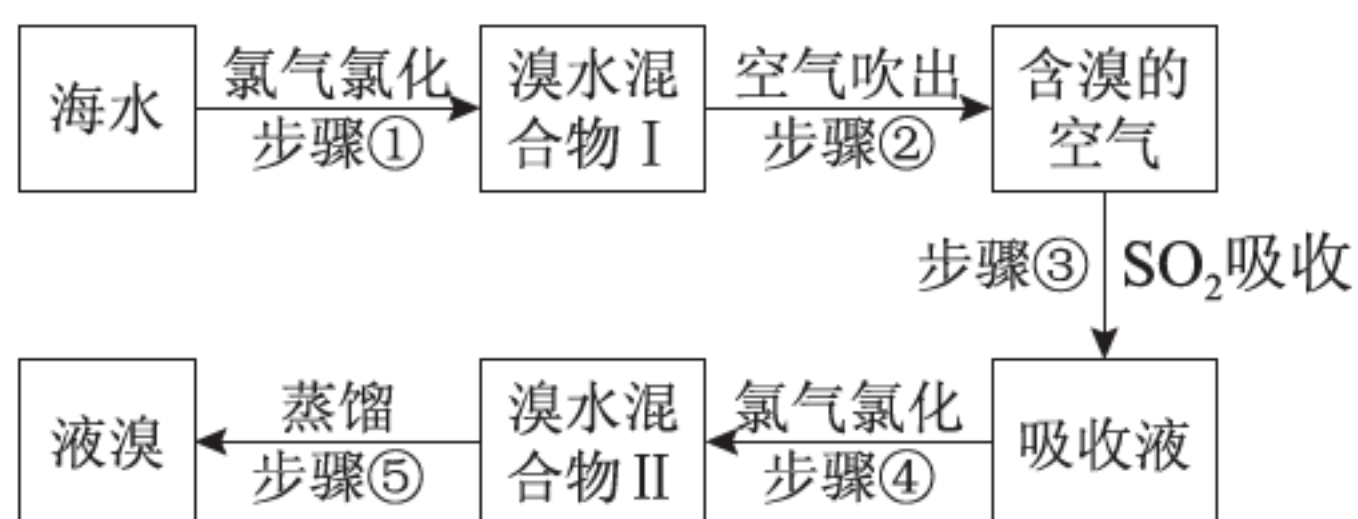 海水
氯气氯化
步骤①
溴水混
合物Ⅰ
空气吹出
步骤②
含溴的
空气
步骤③
SO₂吸收
吸收液
氯气氯化
步骤④
溴水混
合物Ⅱ
蒸馏
步骤⑤
液溴